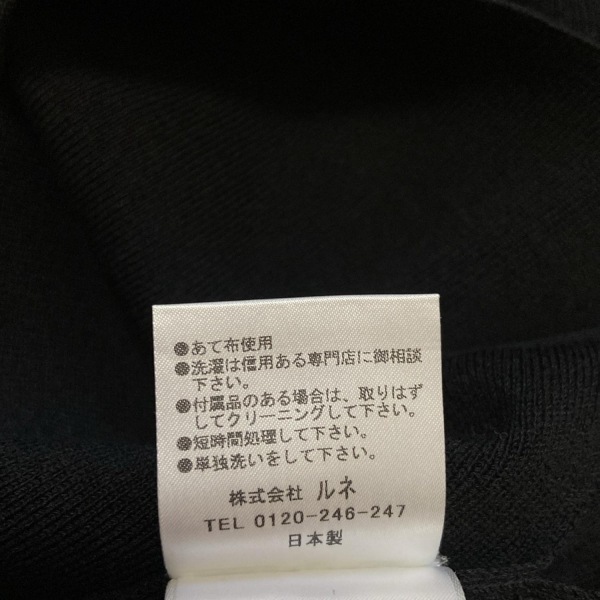 ●あて布使用
●洗濯は信用ある専門店に御相談
下さい。
●付属品のある場合は、取りはず
してクリーニングして下さい。
●短時間処理して下さい。
●単独洗いをして下さい。
株式会社 ルネ
TEL 0120-246-247
日本製